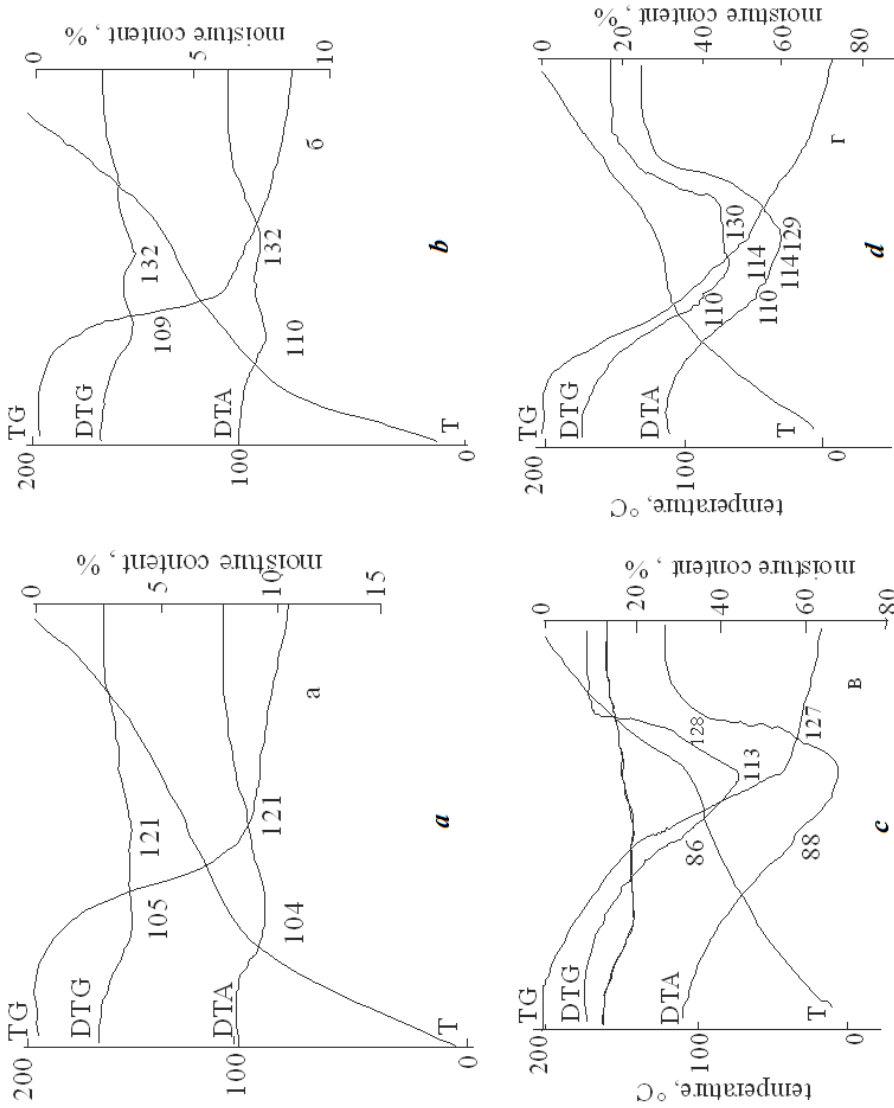 200
100
0
TG
DTG
DTA
T
105
121
104
121
0
5
10
15
moisture content , %
а
a
200
100
0
TG
DTG
DTA
T
109
132
110
132
0
5
10
moisture content , %
б
b
temperature, °C
200
100
0
TG
DTG
DTA
T
86
113
128
88
127
0
20
40
60
80
moisture content , %
в
c
temperature, °C
200
100
0
TG
DTG
DTA
T
110
114
130
110
114
129
0
20
40
60
80
moisture content , %
г
d